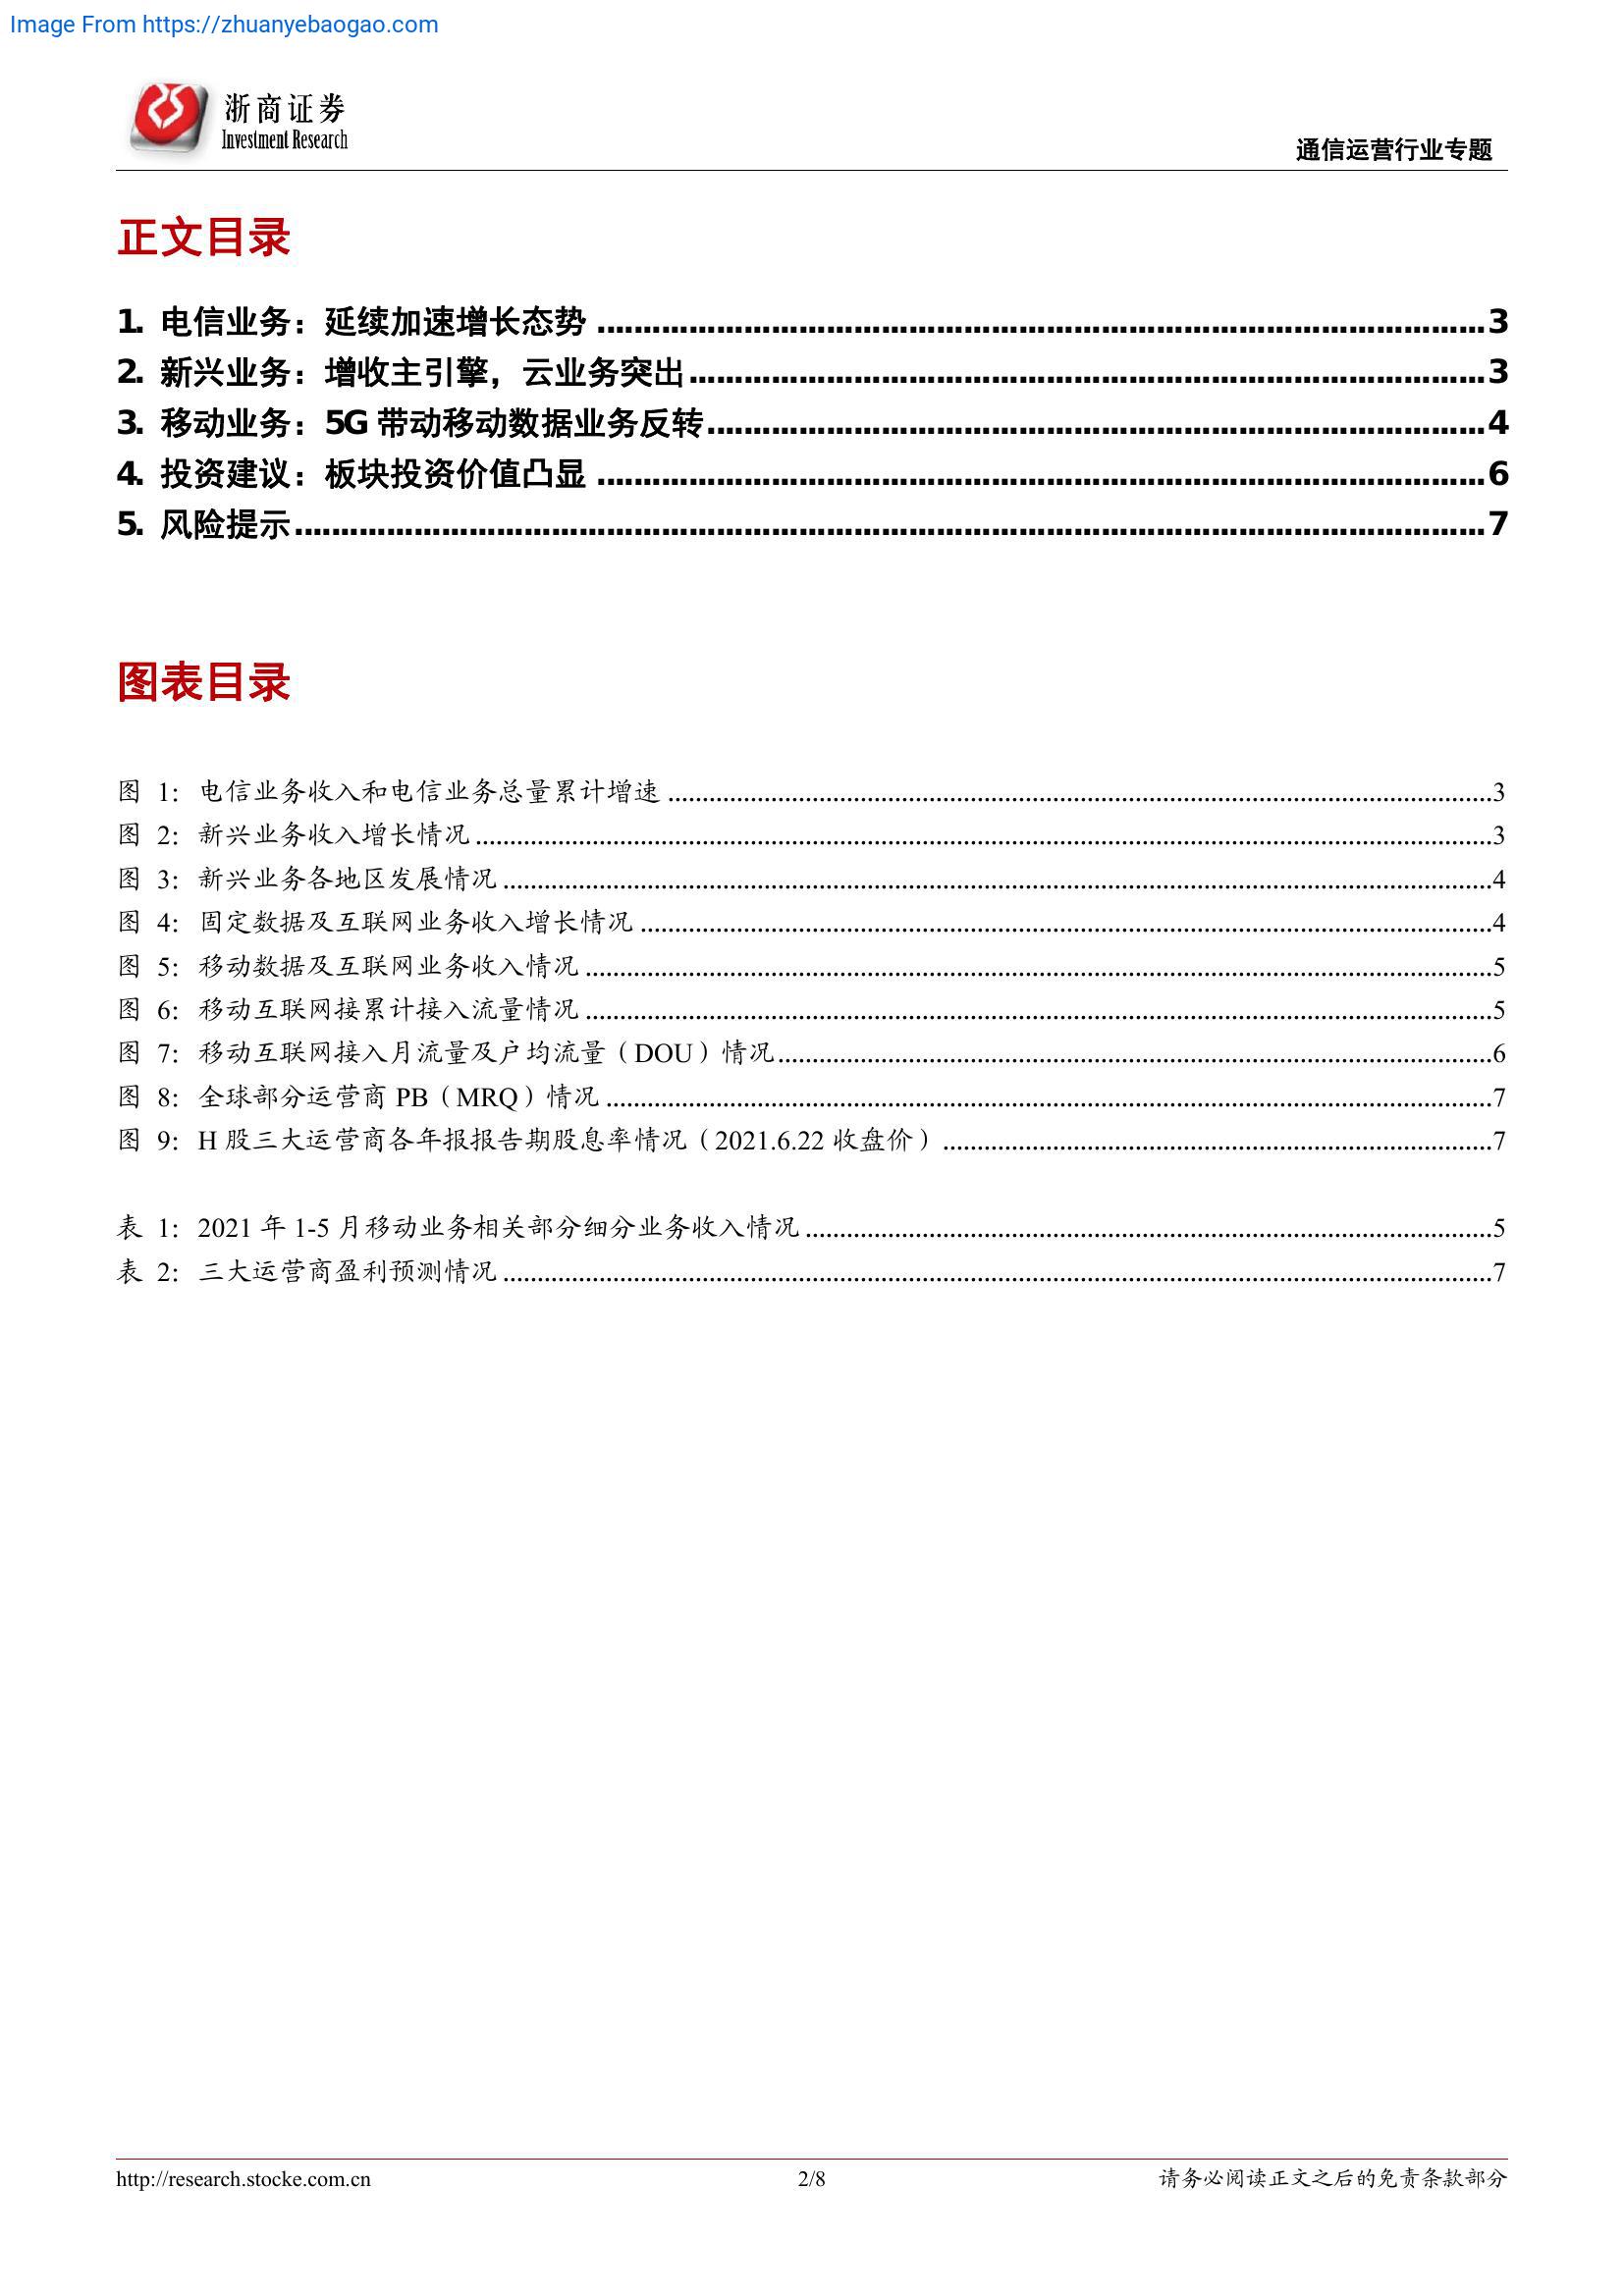 Image From https://zhuanyebaogao.com
浙商证券
Investment Research
通信运营行业专题
正文目录
1. 电信业务：延续加速增长态势 ........ 3
2. 新兴业务：增收主引擎，云业务突出 ........ 3
3. 移动业务：5G 带动移动数据业务反转 ........ 4
4. 投资建议：板块投资价值凸显 ........ 6
5. 风险提示 ........ 7
图表目录
图 1：电信业务收入和电信业务总量累计增速 ........ 3
图 2：新兴业务收入增长情况 ........ 3
图 3：新兴业务各地区发展情况 ........ 4
图 4：固定数据及互联网业务收入增长情况 ........ 4
图 5：移动数据及互联网业务收入情况 ........ 5
图 6：移动互联网接累计接入流量情况 ........ 5
图 7：移动互联网接入月流量及户均流量（DOU）情况 ........ 6
图 8：全球部分运营商 PB（MRQ）情况 ........ 7
图 9：H 股三大运营商各年报报告期股息率情况（2021.6.22 收盘价） ........ 7
表 1：2021 年 1-5 月移动业务相关部分细分业务收入情况 ........ 5
表 2：三大运营商盈利预测情况 ........ 7
http://research.stocke.com.cn
2/8
请务必阅读正文之后的免责条款部分